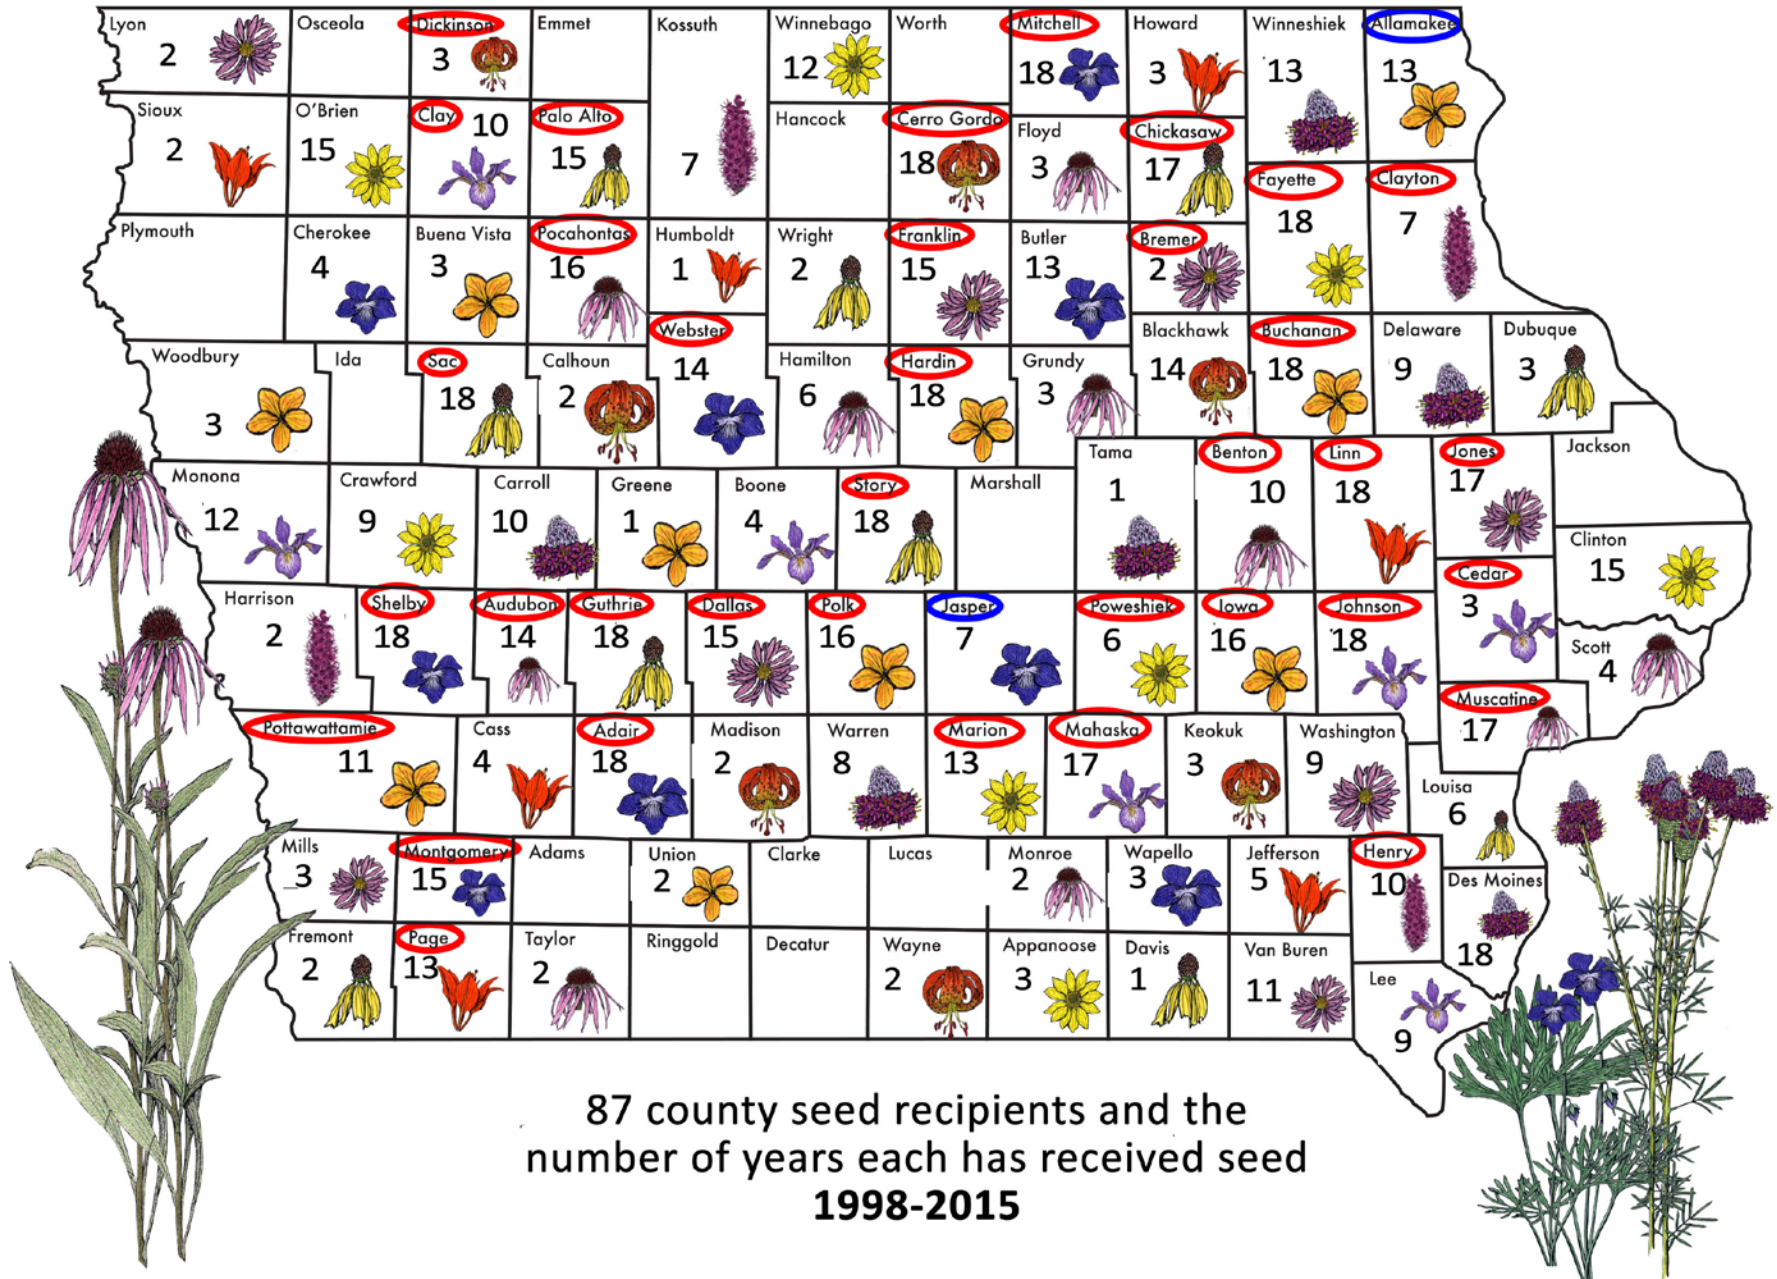 Lyon
2
Osceola
Dickinson
3
Emmet
Kossuth
7
Winnebago
12
Worth
Mitchell
18
Howard
3
Winneshiek
13
Allamakee
13
Sioux
2
O'Brien
15
Clay
10
Palo Alto
15
Hancock
Cerro Gordo
18
Floyd
3
Chickasaw
17
Fayette
18
Clayton
7
Plymouth
Cherokee
4
Buena Vista
3
Pocahontas
16
Humboldt
1
Wright
2
Franklin
15
Butler
13
Bremer
2
Woodbury
3
Ida
Sac
18
Calhoun
2
Webster
14
Hamilton
6
Hardin
18
Grundy
3
Blackhawk
14
Buchanan
18
Delaware
9
Dubuque
3
Monona
12
Crawford
9
Carroll
10
Greene
1
Boone
4
Story
18
Marshall
Tama
1
Benton
10
Linn
18
Jones
17
Jackson
Clinton
15
Harrison
2
Shelby
18
Audubon
14
Guthrie
18
Dallas
15
Polk
16
Jasper
7
Poweshiek
6
Iowa
16
Johnson
18
Cedar
3
Scott
4
Muscatine
17
Pottawattamie
11
Cass
4
Adair
18
Madison
2
Warren
8
Marion
13
Mahaska
17
Keokuk
3
Washington
9
Louisa
6
Mills
3
Montgomery
15
Adams
Union
2
Clarke
Lucas
Monroe
2
Wapello
3
Jefferson
5
Henry
10
Des Moines
18
Fremont
2
Page
13
Taylor
2
Ringgold
Decatur
Wayne
2
Appanoose
3
Davis
1
Van Buren
11
Lee
9
87 county seed recipients and the
number of years each has received seed
1998-2015